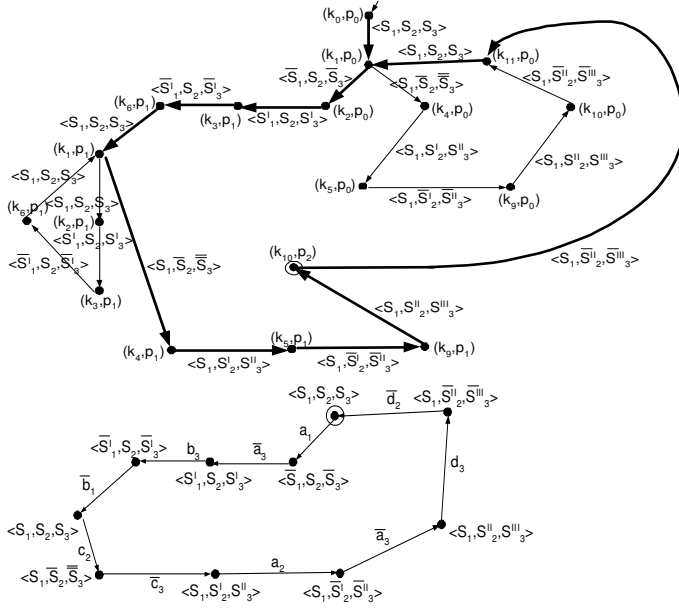 (k₀,p₀)
<S₁,S₂,S₃>
(k₁,p₀)
<S₁,S₂,S₃>
(k₁₁,p₀)
<S̅₁,S₂,S̅₃>
<S₁,S̅₂,S̿₃>
<S₁,S̅ᴵᴵ₂,S̅ᴵᴵᴵ₃>
<S̅ᴵ₁,S₂,S̅ᴵ₃>
(k₆,p₁)
(k₃,p₁)
<Sᴵ₁,S₂,Sᴵ₃>
(k₂,p₀)
(k₄,p₀)
(k₁₀,p₀)
<S₁,S₂,S₃>
(k₁,p₁)
<S₁,Sᴵ₂,Sᴵᴵ₃>
<S₁,Sᴵᴵ₂,Sᴵᴵᴵ₃>
<S₁,S₂,S₃>
(k₅,p₀)
<S₁,S̅ᴵ₂,S̅ᴵᴵ₃>
(k₉,p₀)
<S₁,S₂,S₃>
(k₆,p₁)
(k₂,p₁)
<Sᴵ₁,S₂,Sᴵ₃>
<S̅ᴵ₁,S₂,S̅ᴵ₃>
<S₁,S̅₂,S̿₃>
(k₁₀,p₂)
<S₁,S̅ᴵᴵ₂,S̅ᴵᴵᴵ₃>
(k₃,p₁)
<S₁,Sᴵᴵ₂,Sᴵᴵᴵ₃>
(k₄,p₁)
<S₁,Sᴵ₂,Sᴵᴵ₃>
(k₅,p₁)
<S₁,S̅ᴵ₂,S̅ᴵᴵ₃>
(k₉,p₁)
<S₁,S₂,S₃>
d̅₂
<S₁,S̅ᴵᴵ₂,S̅ᴵᴵᴵ₃>
a₁
<S̅ᴵ₁,S₂,S̅ᴵ₃>
b₃
a̅₃
<Sᴵ₁,S₂,Sᴵ₃>
<S̅₁,S₂,S̅₃>
d₃
b̅₁
<S₁,S₂,S₃>
<S₁,Sᴵᴵ₂,Sᴵᴵᴵ₃>
a̅₃
c₂
<S₁,S̅₂,S̿₃>
c̅₃
<S₁,Sᴵ₂,Sᴵᴵ₃>
a₂
<S₁,S̅ᴵ₂,S̅ᴵᴵ₃>